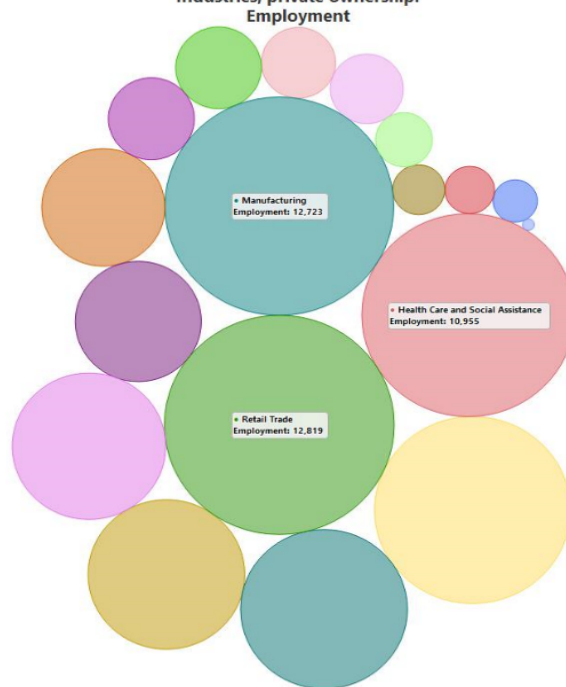 industries, private ownership:
Employment
• Manufacturing
Employment: 12,723
• Health Care and Social Assistance
Employment: 10,955
• Retail Trade
Employment: 12,819